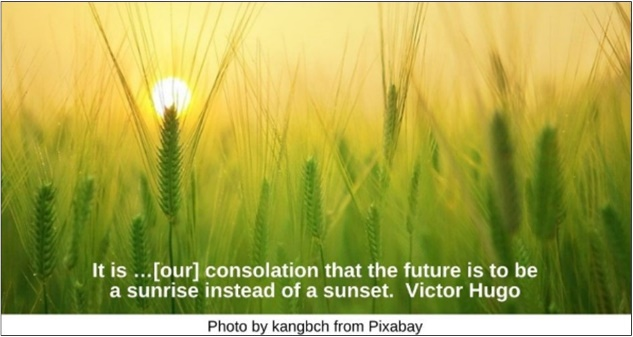 It is ...[our] consolation that the future is to be
a sunrise instead of a sunset.  Victor Hugo
Photo by kangbch from Pixabay